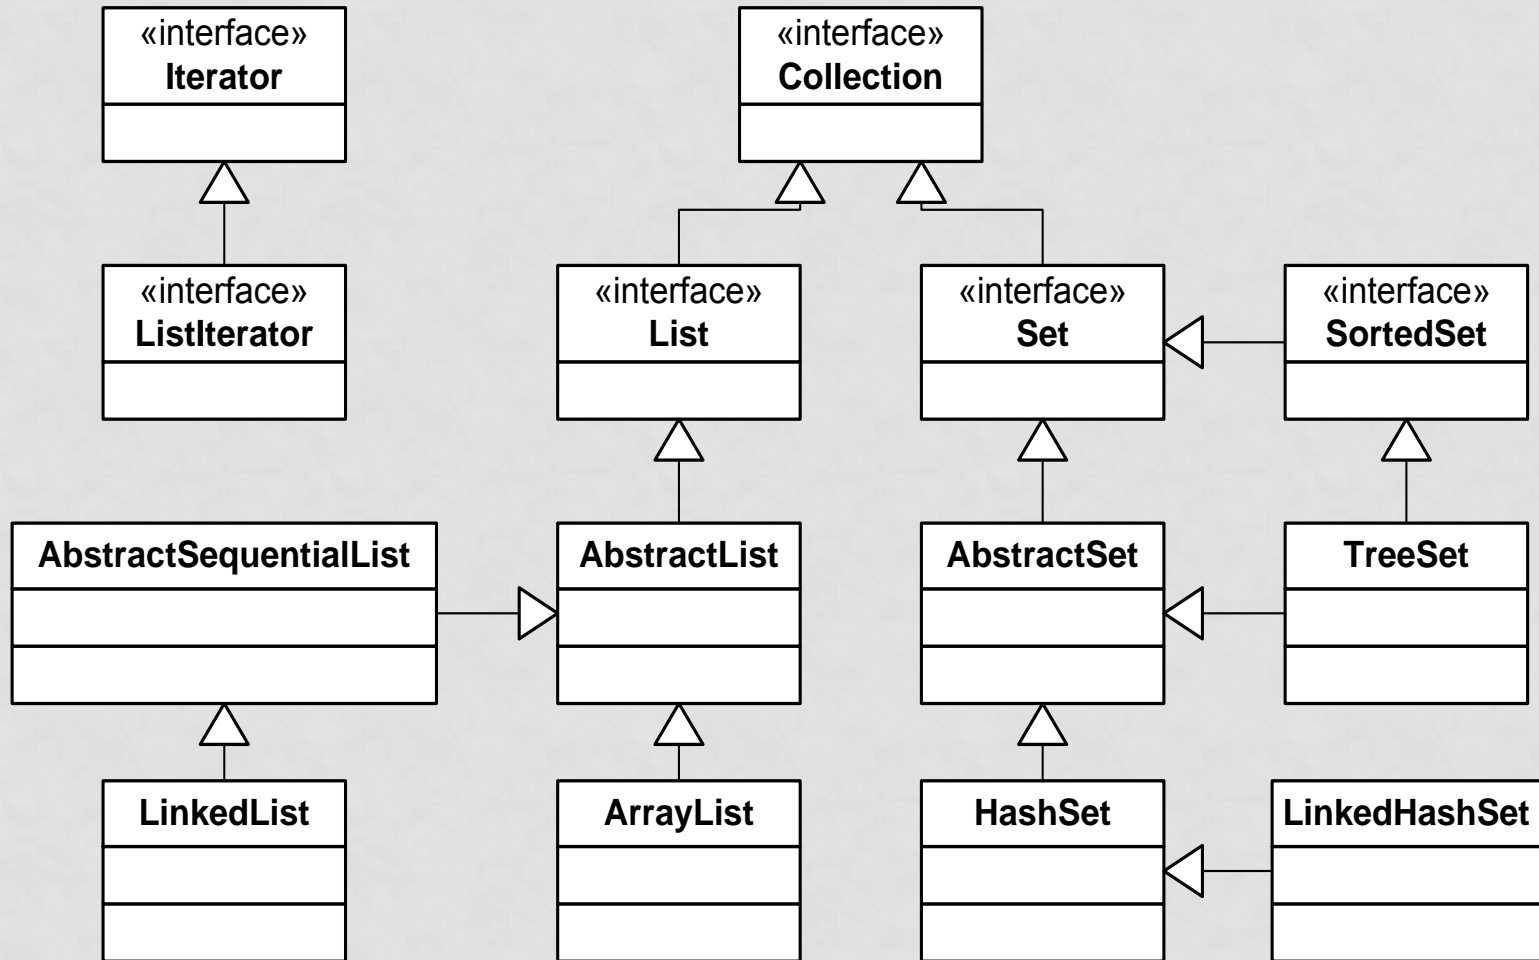 «interface»
Iterator
«interface»
Collection
«interface»
ListIterator
«interface»
List
«interface»
Set
«interface»
SortedSet
AbstractSequentialList
AbstractList
AbstractSet
TreeSet
LinkedList
ArrayList
HashSet
LinkedHashSet